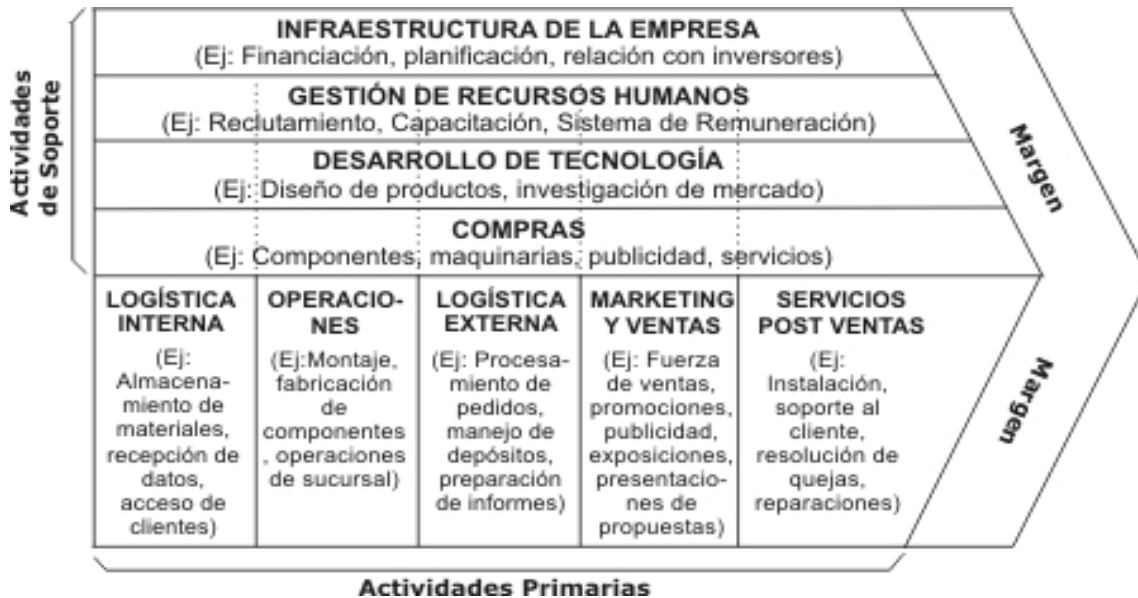 Actividades
de Soporte
INFRAESTRUCTURA DE LA EMPRESA
(Ej: Financiación, planificación, relación con inversores)
GESTIÓN DE RECURSOS HUMANOS
(Ej: Reclutamiento, Capacitación, Sistema de Remuneración)
DESARROLLO DE TECNOLOGÍA
(Ej: Diseño de productos, investigación de mercado)
COMPRAS
(Ej: Componentes, maquinarias, publicidad, servicios)
Margen
LOGÍSTICA
INTERNA
(Ej:
Almacena-
miento de
materiales,
recepción de
datos,
acceso de
clientes)
OPERACIO-
NES
(Ej:Montaje,
fabricación
de
componentes
, operaciones
de sucursal)
LOGÍSTICA
EXTERNA
(Ej: Procesa-
miento de
pedidos,
manejo de
depósitos,
preparación
de informes)
MARKETING
Y VENTAS
(Ej: Fuerza
de ventas,
promociones,
publicidad,
exposiciones,
presentacio-
nes de
propuestas)
SERVICIOS
POST VENTAS
(Ej:
Instalación,
soporte al
cliente,
resolución de
quejas,
reparaciones)
Margen
Actividades Primarias